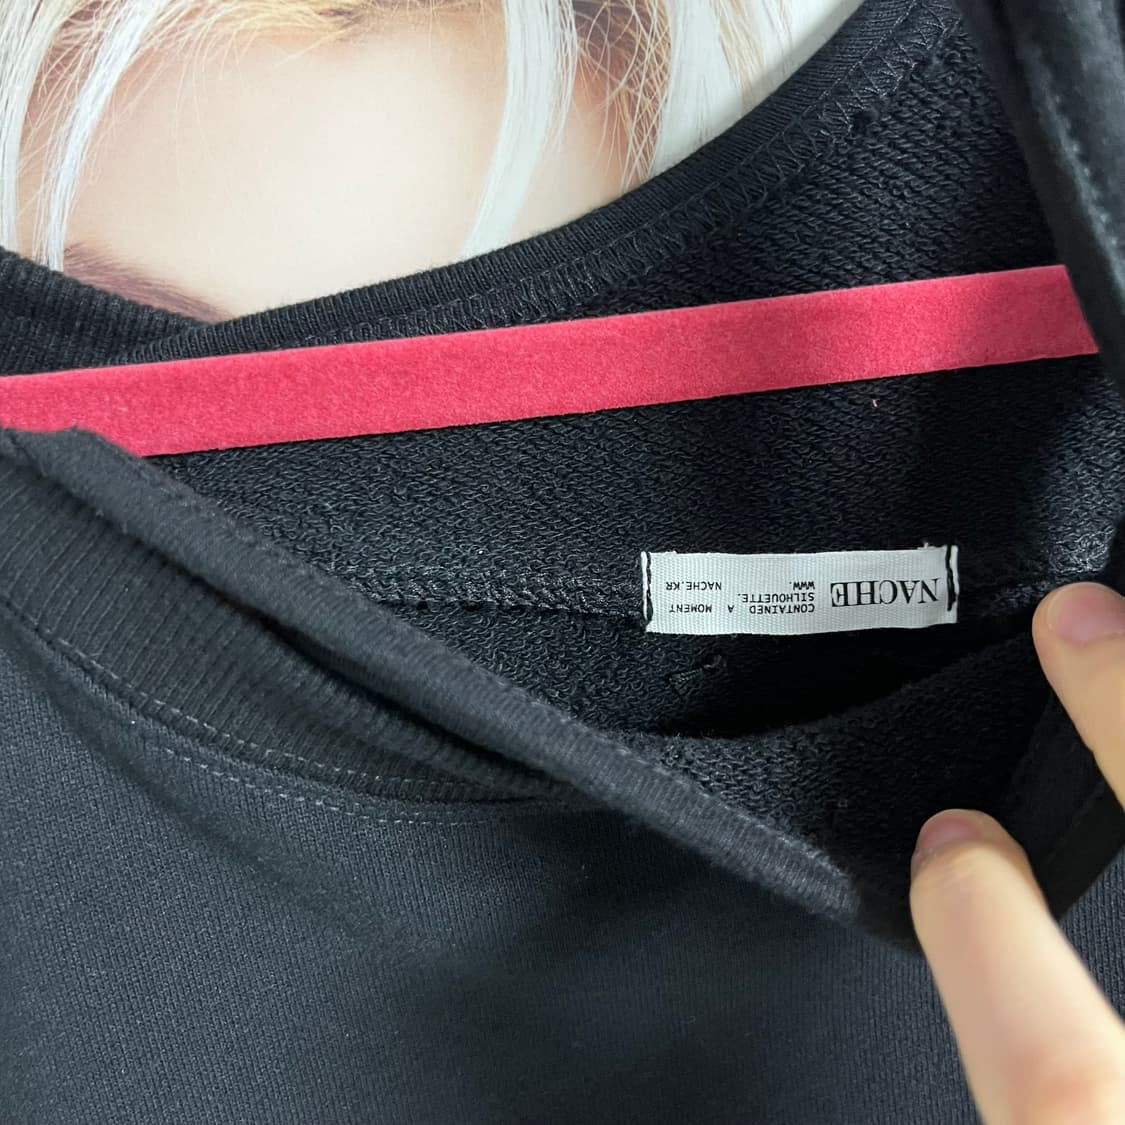 NACHE
CONTAINED A MOMENT
SILHOUETTE.
WWW. NACHE.KR